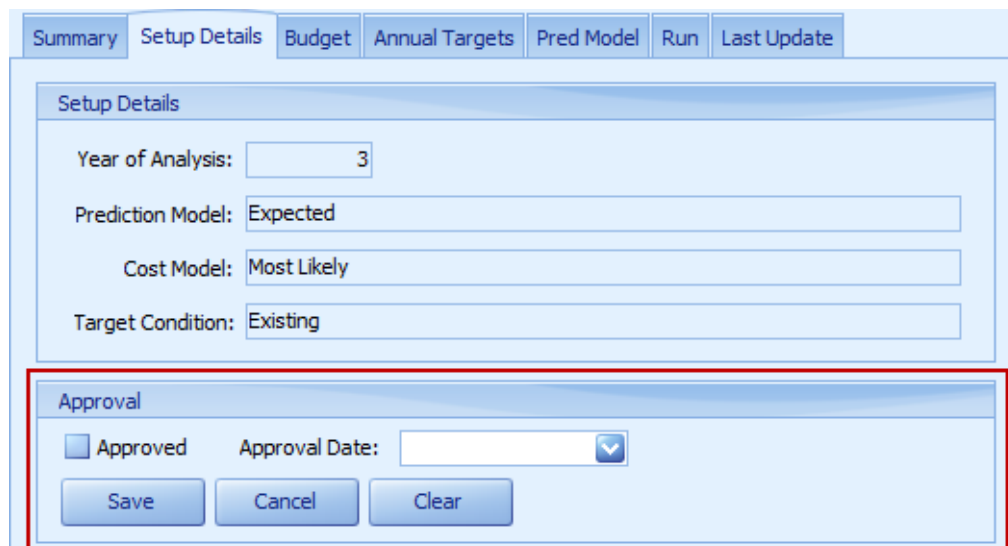 Summary Setup Details Budget Annual Targets Pred Model Run Last Update
Setup Details
Year of Analysis: 3
Prediction Model: Expected
Cost Model: Most Likely
Target Condition: Existing
Approval
Approved Approval Date:
Save Cancel Clear